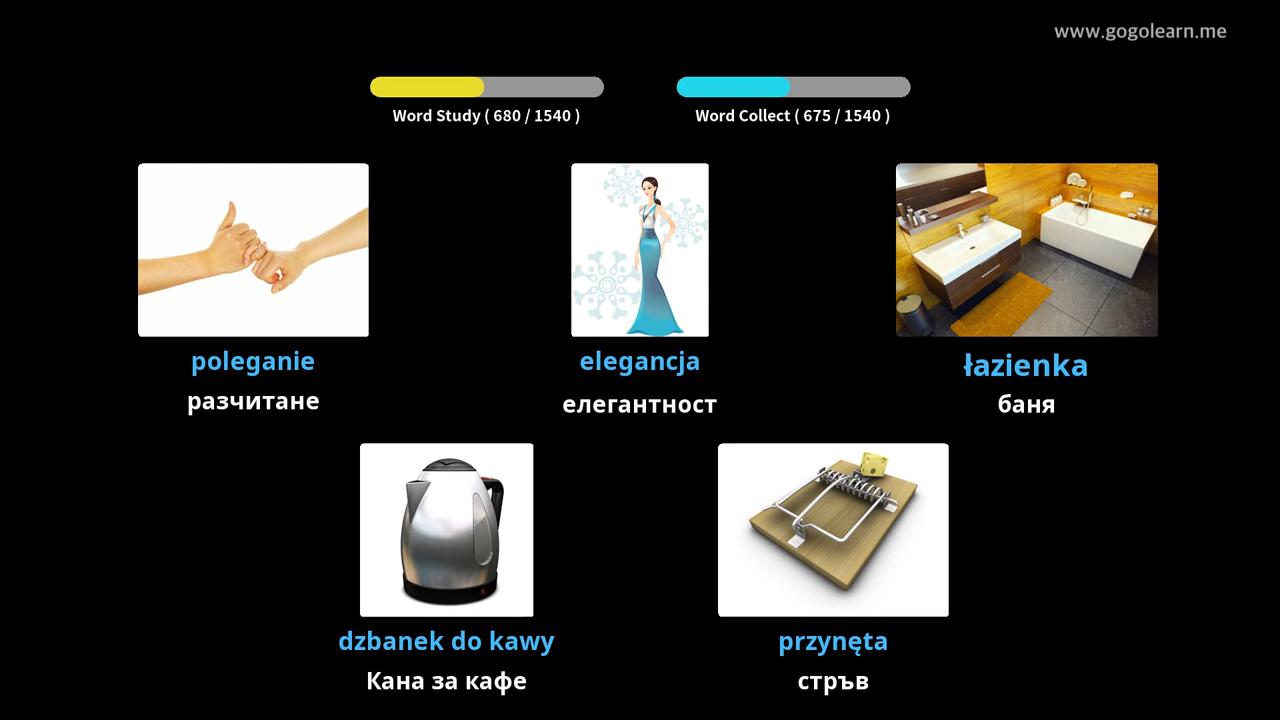 www.gogolearn.me
Word Study ( 680 / 1540 )
Word Collect ( 675 / 1540 )
poleganie
разчитане
elegancja
елегантност
łazienka
баня
dzbanek do kawy
Кана за кафе
przynęta
стръв